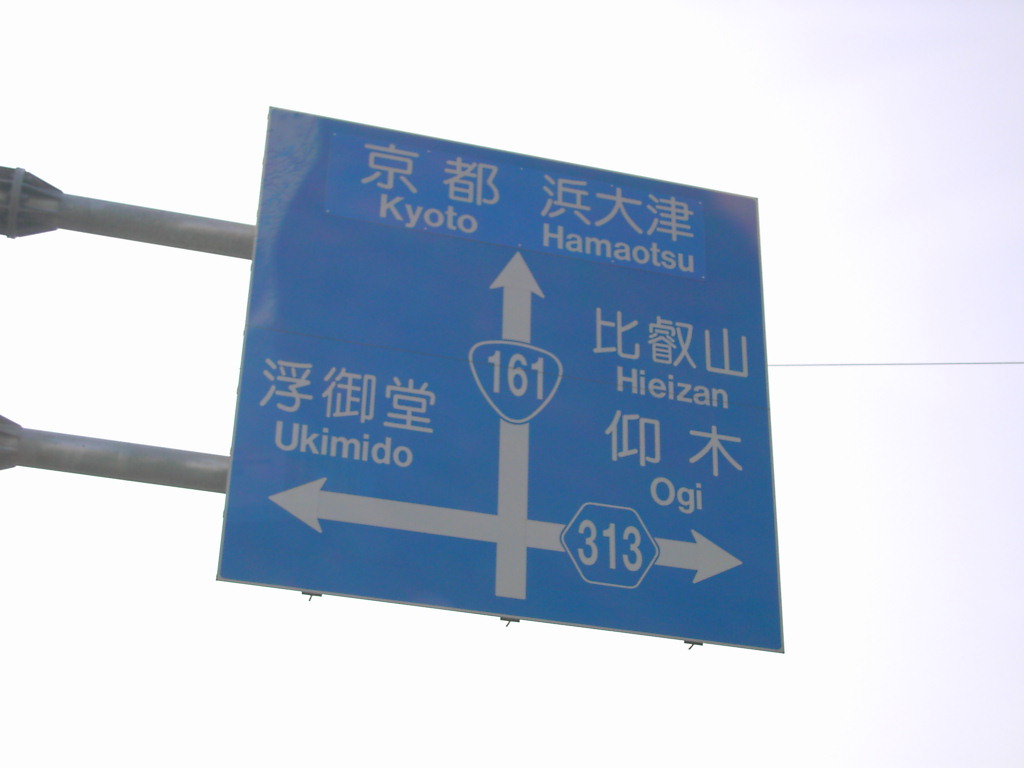 京都 浜大津
Kyoto Hamaotsu
161
比叡山
Hieizan
浮御堂
Ukimido
仰木
Ogi
313